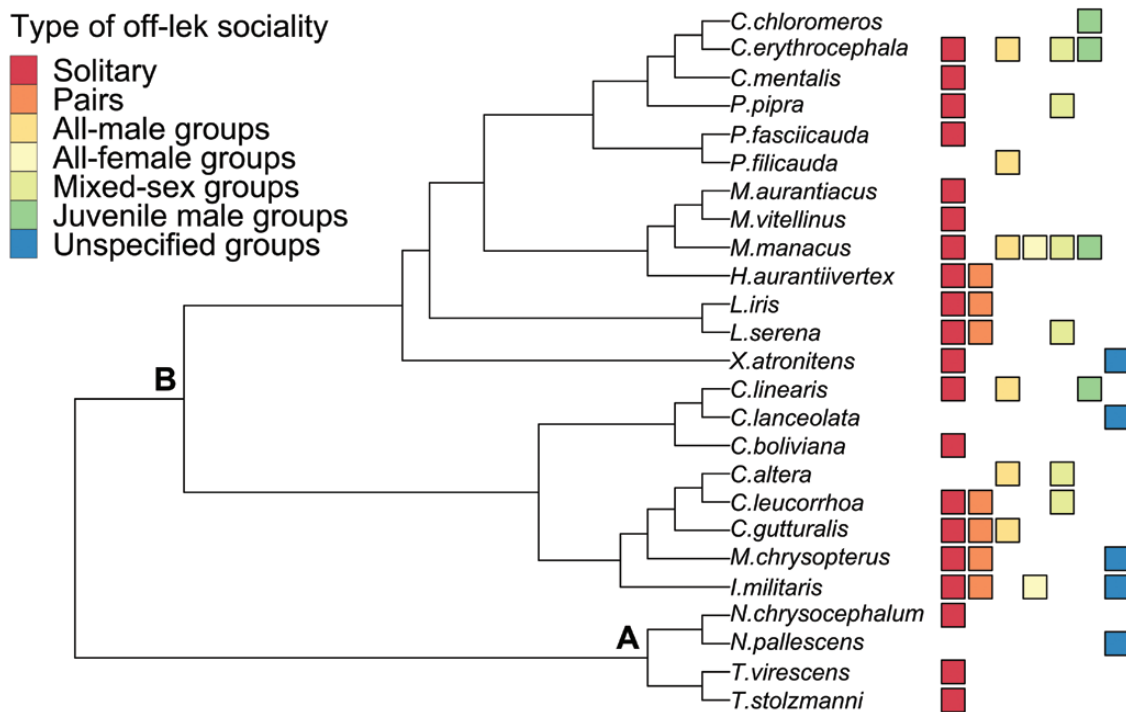 Type of off-lek sociality
Solitary
Pairs
All-male groups
All-female groups
Mixed-sex groups
Juvenile male groups
Unspecified groups
C.chloromeros
C.erythrocephala
C.mentalis
P.pipra
P.fasciicauda
P.filicauda
M.aurantiacus
M.vitellinus
M.manacus
H.aurantiivertex
L.iris
L.serena
X.atronitens
C.linearis
C.lanceolata
C.boliviana
C.altera
C.leucorrhoa
C.gutturalis
M.chrysopterus
I.militaris
N.chrysocephalum
N.pallescens
T.virescens
T.stolzmanni
B
A